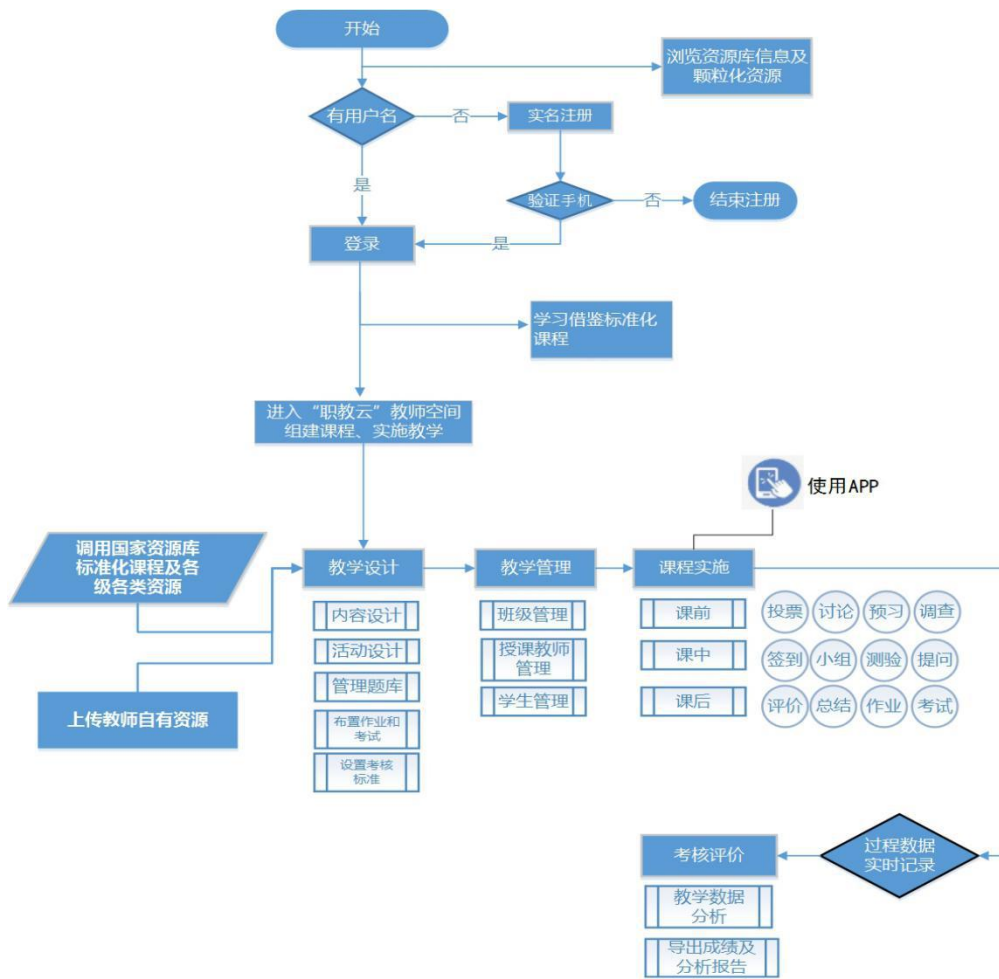 开始
浏览资源库信息及
颗粒化资源
有用户名
否
实名注册
是
验证手机
否
结束注册
登录
是
学习借鉴标准化
课程
进入“职教云”教师空间
组建课程、实施教学
使用APP
调用国家资源库
标准化课程及各
级各类资源
教学设计
教学管理
课程实施
内容设计
活动设计
管理题库
布置作业和
考试
设置考核
标准
班级管理
授课教师
管理
学生管理
课前
课中
课后
投票 讨论 预习 调查
签到 小组 测验 提问
评价 总结 作业 考试
上传教师自有资源
过程数据
实时记录
考核评价
教学数据
分析
导出成绩及
分析报告